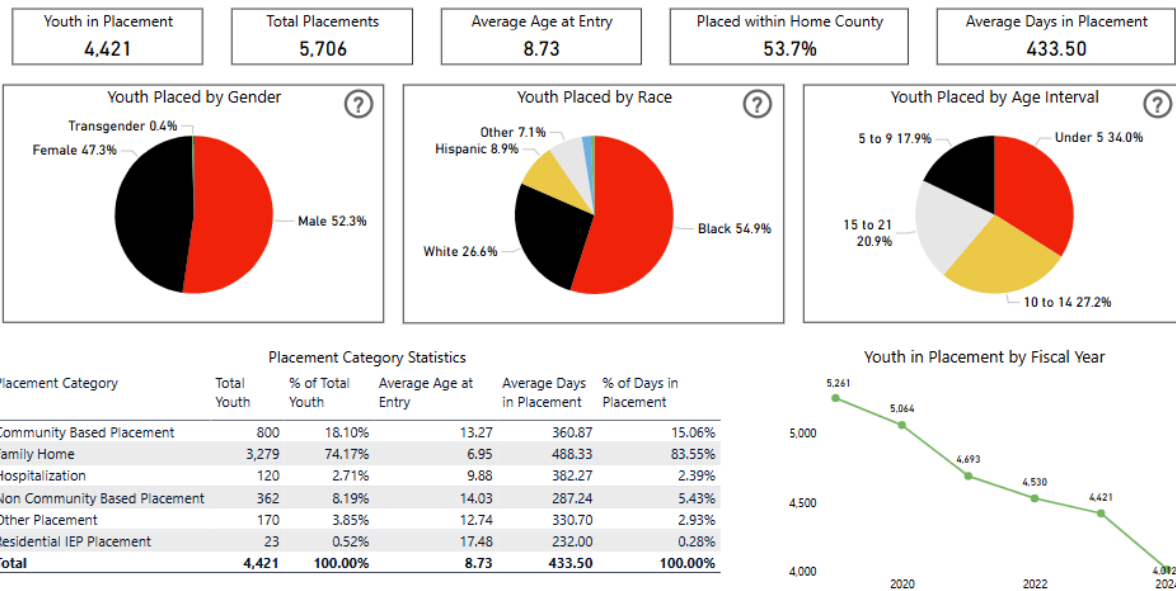 Youth in Placement
4,421
Total Placements
5,706
Average Age at Entry
8.73
Placed within Home County
53.7%
Average Days in Placement
433.50
Youth Placed by Gender
?
Transgender 0.4%
Female 47.3%
Male 52.3%
Youth Placed by Race
?
Other 7.1%
Hispanic 8.9%
White 26.6%
Black 54.9%
Youth Placed by Age Interval
?
5 to 9 17.9%
Under 5 34.0%
15 to 21
20.9%
10 to 14 27.2%
Placement Category Statistics
Placement Category Total Youth % of Total Youth Average Age at Entry Average Days in Placement % of Days in Placement
Community Based Placement 800 18.10% 13.27 360.87 15.06%
Family Home 3,279 74.17% 6.95 488.33 83.55%
Hospitalization 120 2.71% 9.88 382.27 2.39%
Non Community Based Placement 362 8.19% 14.03 287.24 5.43%
Other Placement 170 3.85% 12.74 330.70 2.93%
Residential IEP Placement 23 0.52% 17.48 232.00 0.28%
Total 4,421 100.00% 8.73 433.50 100.00%
Youth in Placement by Fiscal Year
5,261
5,064
5,000
4,693
4,530
4,500
4,421
4,012
4,000
2020
2022
2024